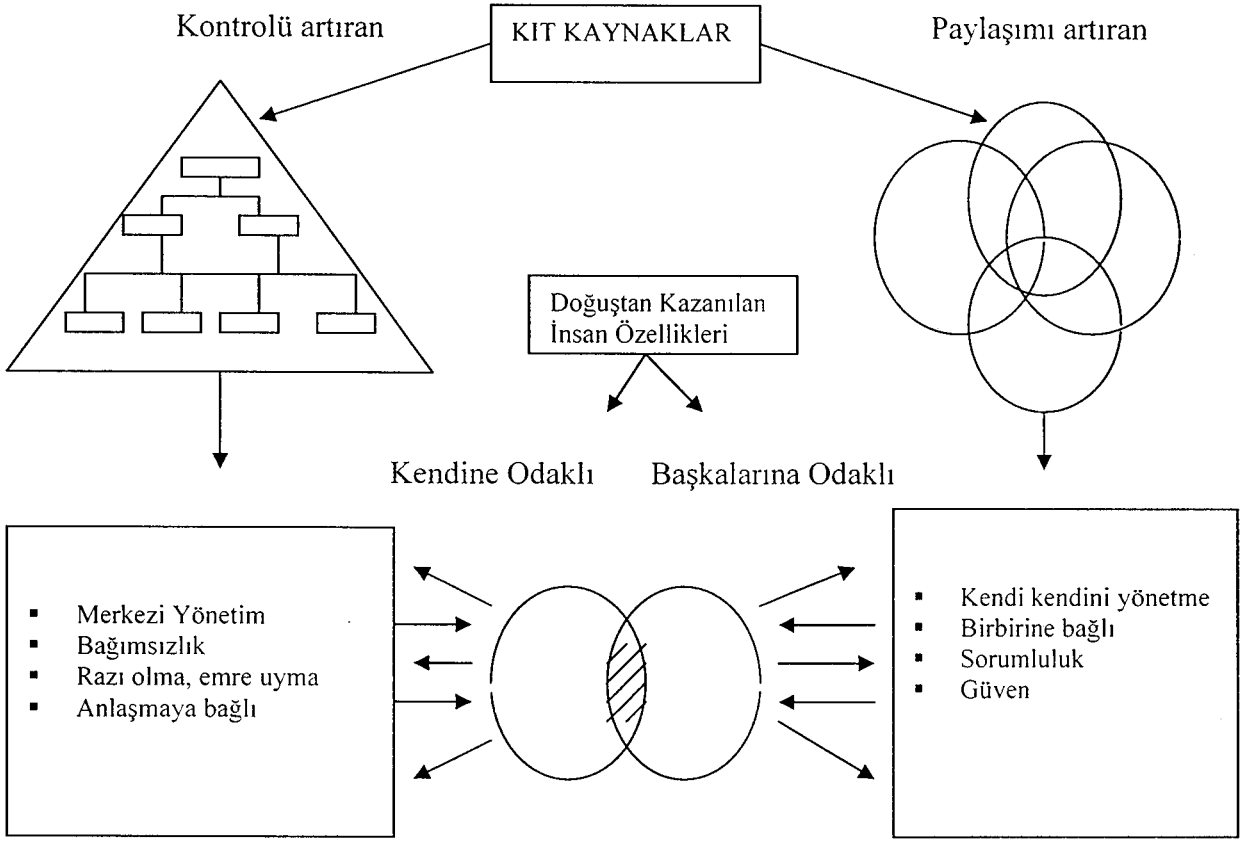 Kontrolü artıran
KIT KAYNAKLAR
Paylaşımı artıran
Doğuştan Kazanılan
İnsan Özellikleri
Kendine Odaklı
Başkalarına Odaklı
▪ Merkezi Yönetim
▪ Bağımsızlık
▪ Razı olma, emre uyma
▪ Anlaşmaya bağlı
▪ Kendi kendini yönetme
▪ Birbirine bağlı
▪ Sorumluluk
▪ Güven